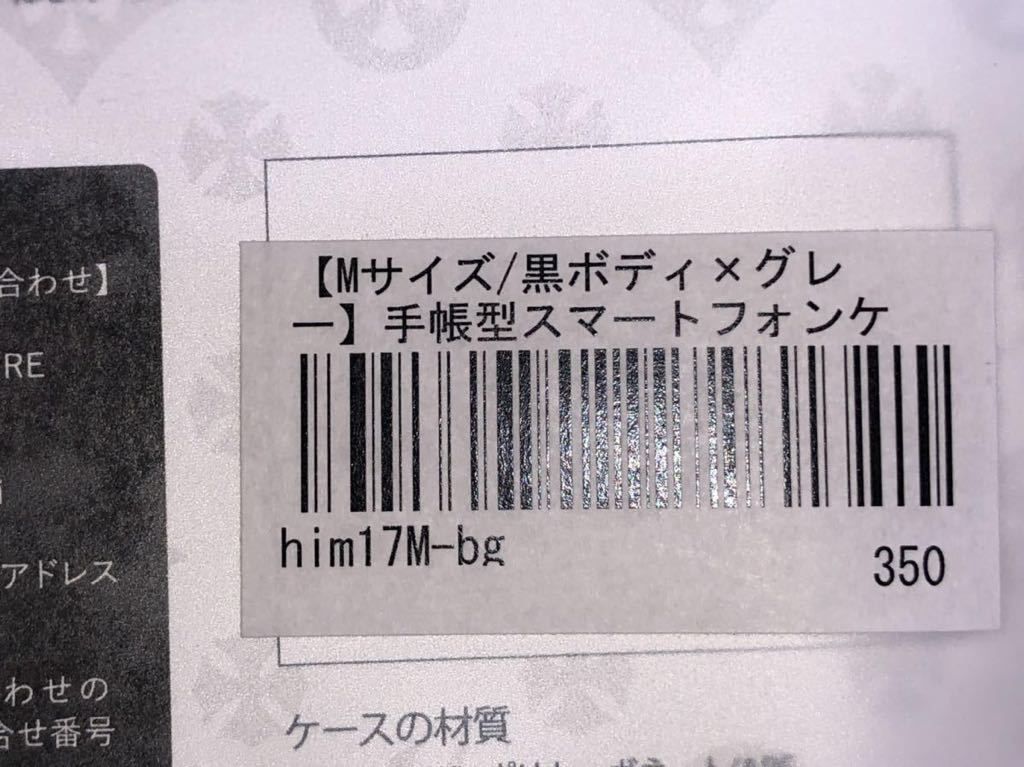 合わせ】
RE
アドレス
わせの
合せ番号
【Mサイズ/黒ボディ×グレ
ー】手帳型スマートフォンケ
him17M-bg
350
ケースの材質